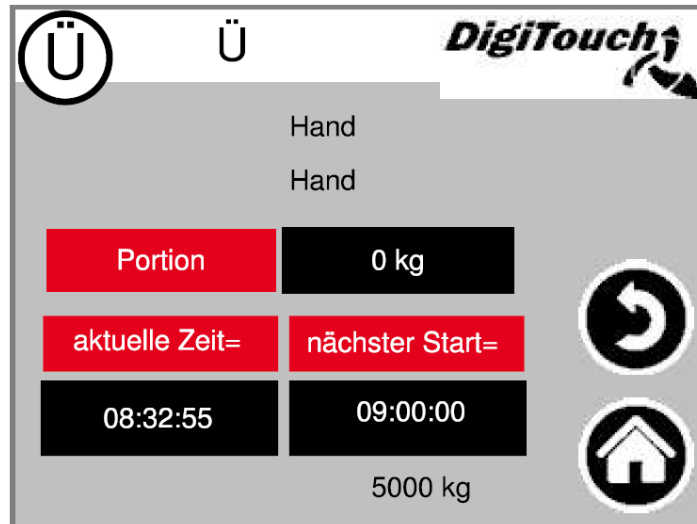 Ü Ü DigiTouch
Hand
Hand
Portion 0 kg
aktuelle Zeit= nächster Start=
08:32:55 09:00:00
5000 kg